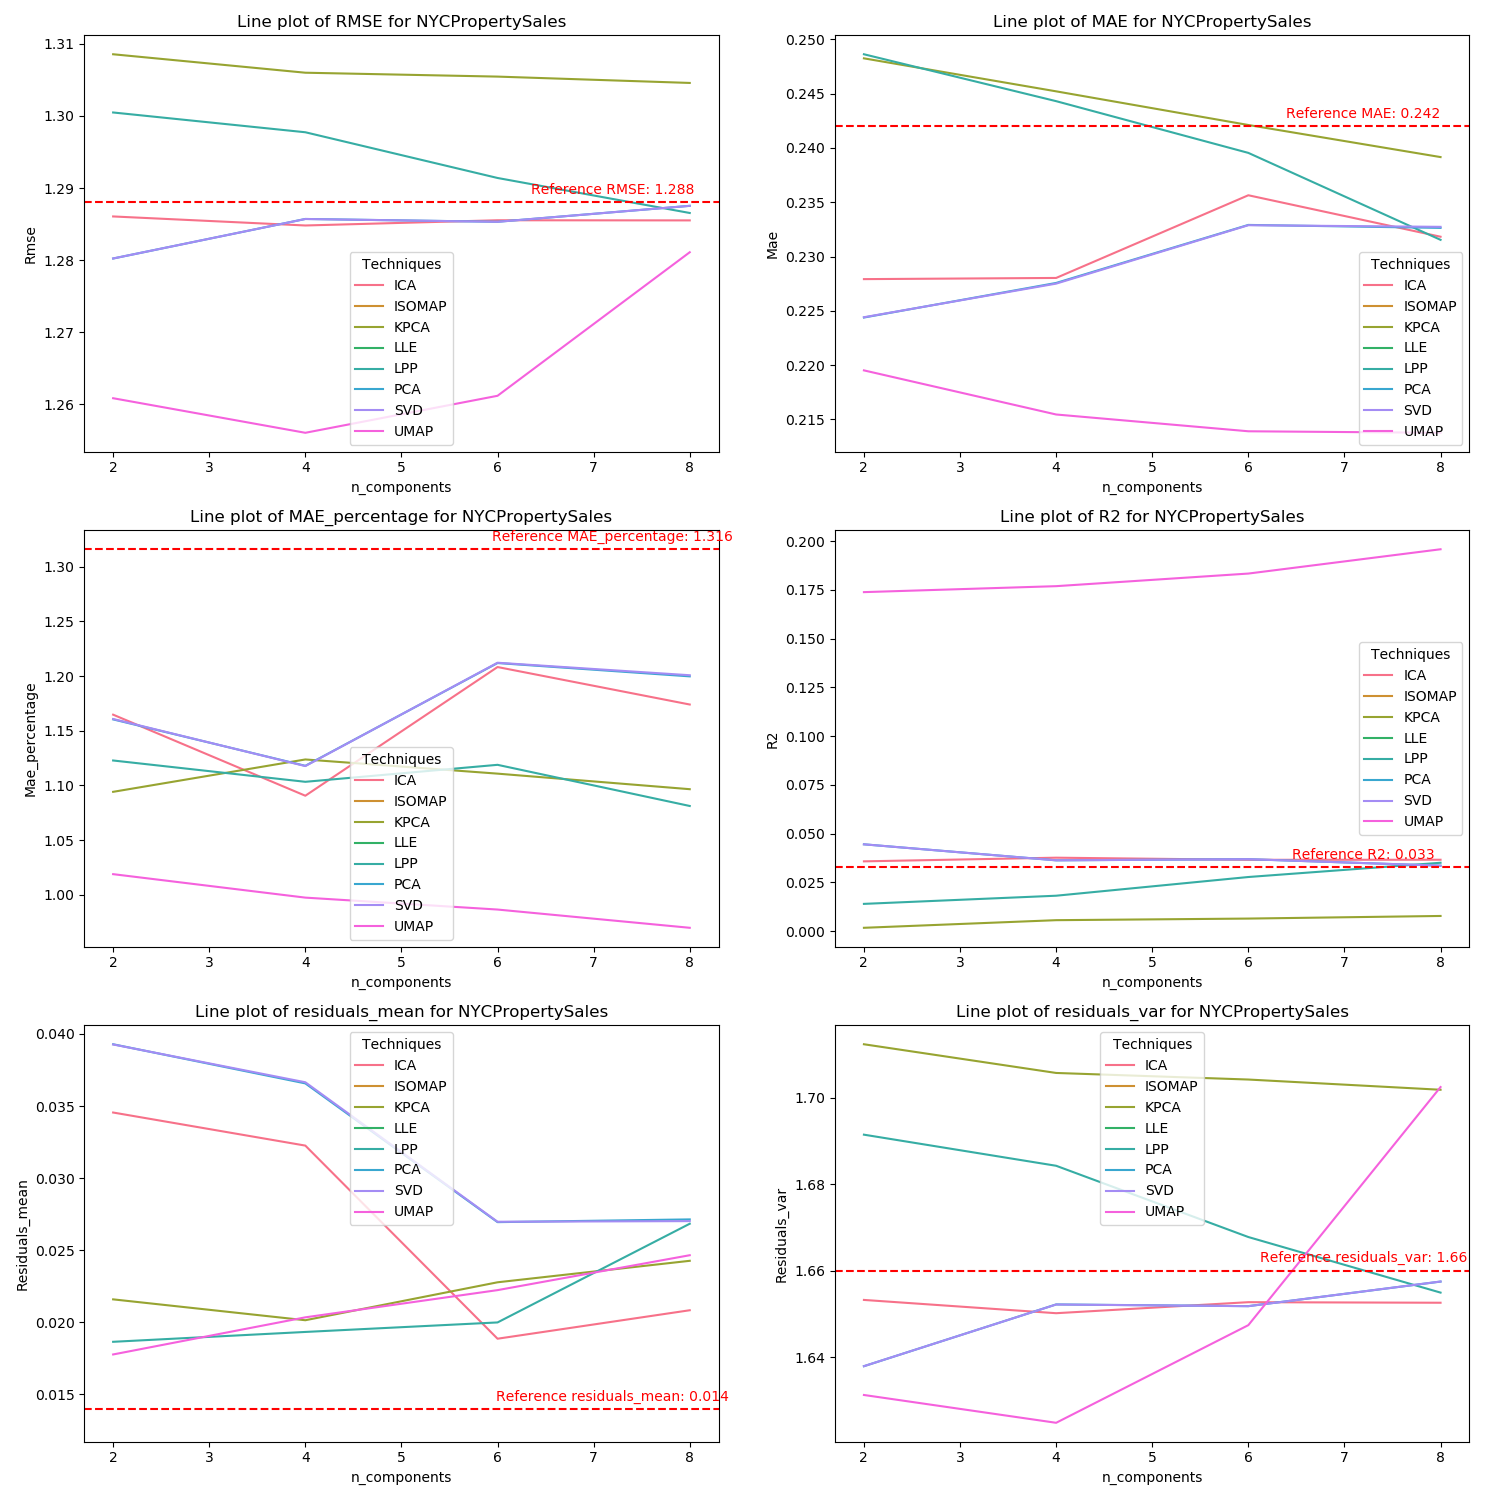 Line plot of RMSE for NYCPropertySales
1.31
1.30
1.29
1.28
1.27
1.26
Rmse
Reference RMSE: 1.288
Techniques
ICA
ISOMAP
KPCA
LLE
LPP
PCA
SVD
UMAP
2 3 4 5 6 7 8
n_components
Line plot of MAE for NYCPropertySales
0.250
0.245
0.240
0.235
0.230
0.225
0.220
0.215
Mae
Reference MAE: 0.242
Techniques
ICA
ISOMAP
KPCA
LLE
LPP
PCA
SVD
UMAP
2 3 4 5 6 7 8
n_components
Line plot of MAE_percentage for NYCPropertySales
1.30
1.25
1.20
1.15
1.10
1.05
1.00
Mae_percentage
Reference MAE_percentage: 1.316
Techniques
ICA
ISOMAP
KPCA
LLE
LPP
PCA
SVD
UMAP
2 3 4 5 6 7 8
n_components
Line plot of R2 for NYCPropertySales
0.200
0.175
0.150
0.125
0.100
0.075
0.050
0.025
0.000
R2
Techniques
ICA
ISOMAP
KPCA
LLE
LPP
PCA
SVD
UMAP
Reference R2: 0.033
2 3 4 5 6 7 8
n_components
Line plot of residuals_mean for NYCPropertySales
0.040
0.035
0.030
0.025
0.020
0.015
Residuals_mean
Techniques
ICA
ISOMAP
KPCA
LLE
LPP
PCA
SVD
UMAP
Reference residuals_mean: 0.014
2 3 4 5 6 7 8
n_components
Line plot of residuals_var for NYCPropertySales
1.70
1.68
1.66
1.64
Residuals_var
Techniques
ICA
ISOMAP
KPCA
LLE
LPP
PCA
SVD
UMAP
Reference residuals_var: 1.66
2 3 4 5 6 7 8
n_components